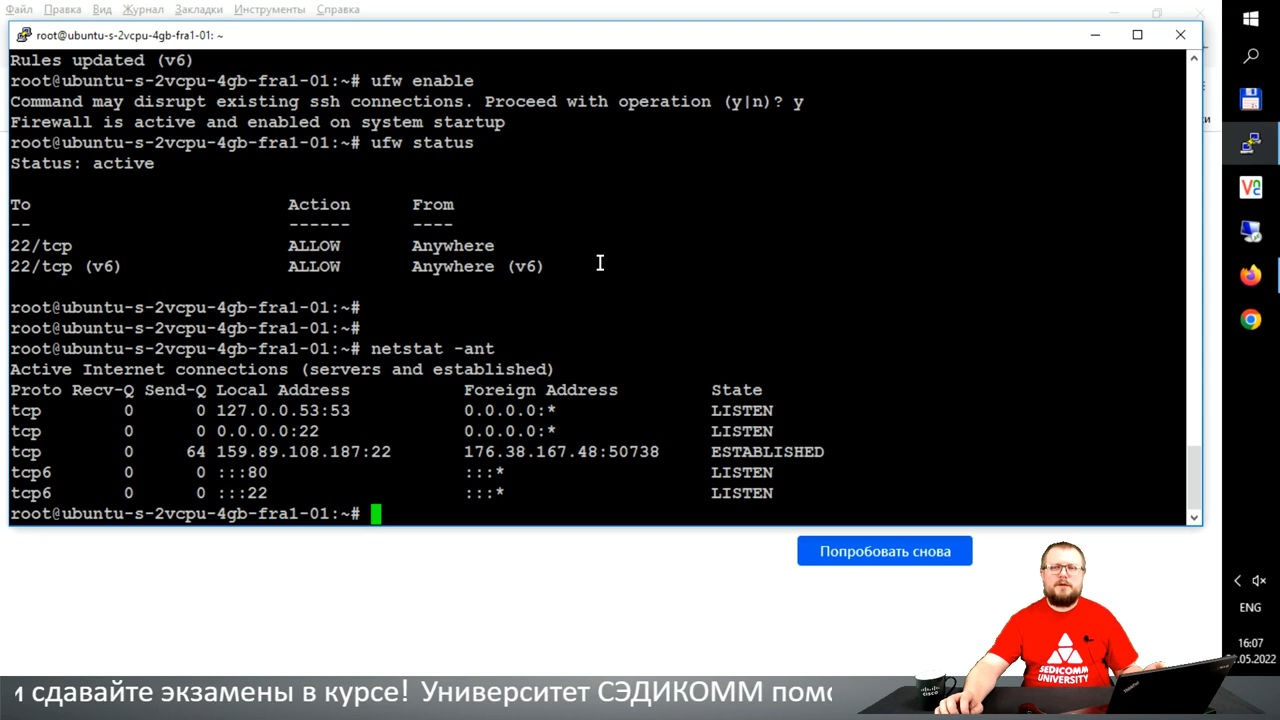 Файл Правка Вид Журнал Закладки Инструменты Справка
root@ubuntu-s-2vcpu-4gb-fra1-01: ~
Rules updated (v6)
root@ubuntu-s-2vcpu-4gb-fra1-01:~# ufw enable
Command may disrupt existing ssh connections. Proceed with operation (y|n)? y
Firewall is active and enabled on system startup
root@ubuntu-s-2vcpu-4gb-fra1-01:~# ufw status
Status: active
To Action From
-- ------ ----
22/tcp ALLOW Anywhere
22/tcp (v6) ALLOW Anywhere (v6)
root@ubuntu-s-2vcpu-4gb-fra1-01:~#
root@ubuntu-s-2vcpu-4gb-fra1-01:~#
root@ubuntu-s-2vcpu-4gb-fra1-01:~# netstat -ant
Active Internet connections (servers and established)
Proto Recv-Q Send-Q Local Address Foreign Address State
tcp 0 0 127.0.0.53:53 0.0.0.0:* LISTEN
tcp 0 0 0.0.0.0:22 0.0.0.0:* LISTEN
tcp 0 64 159.89.108.187:22 176.38.167.48:50738 ESTABLISHED
tcp6 0 0 :::80 :::* LISTEN
tcp6 0 0 :::22 :::* LISTEN
root@ubuntu-s-2vcpu-4gb-fra1-01:~#
Попробовать снова
ENG
16:07
.05.2022
SEDICOMM
UNIVERSITY
CISCO
ThinkPad
и сдавайте экзамены в курсе! Университет СЭДИКОММ помо